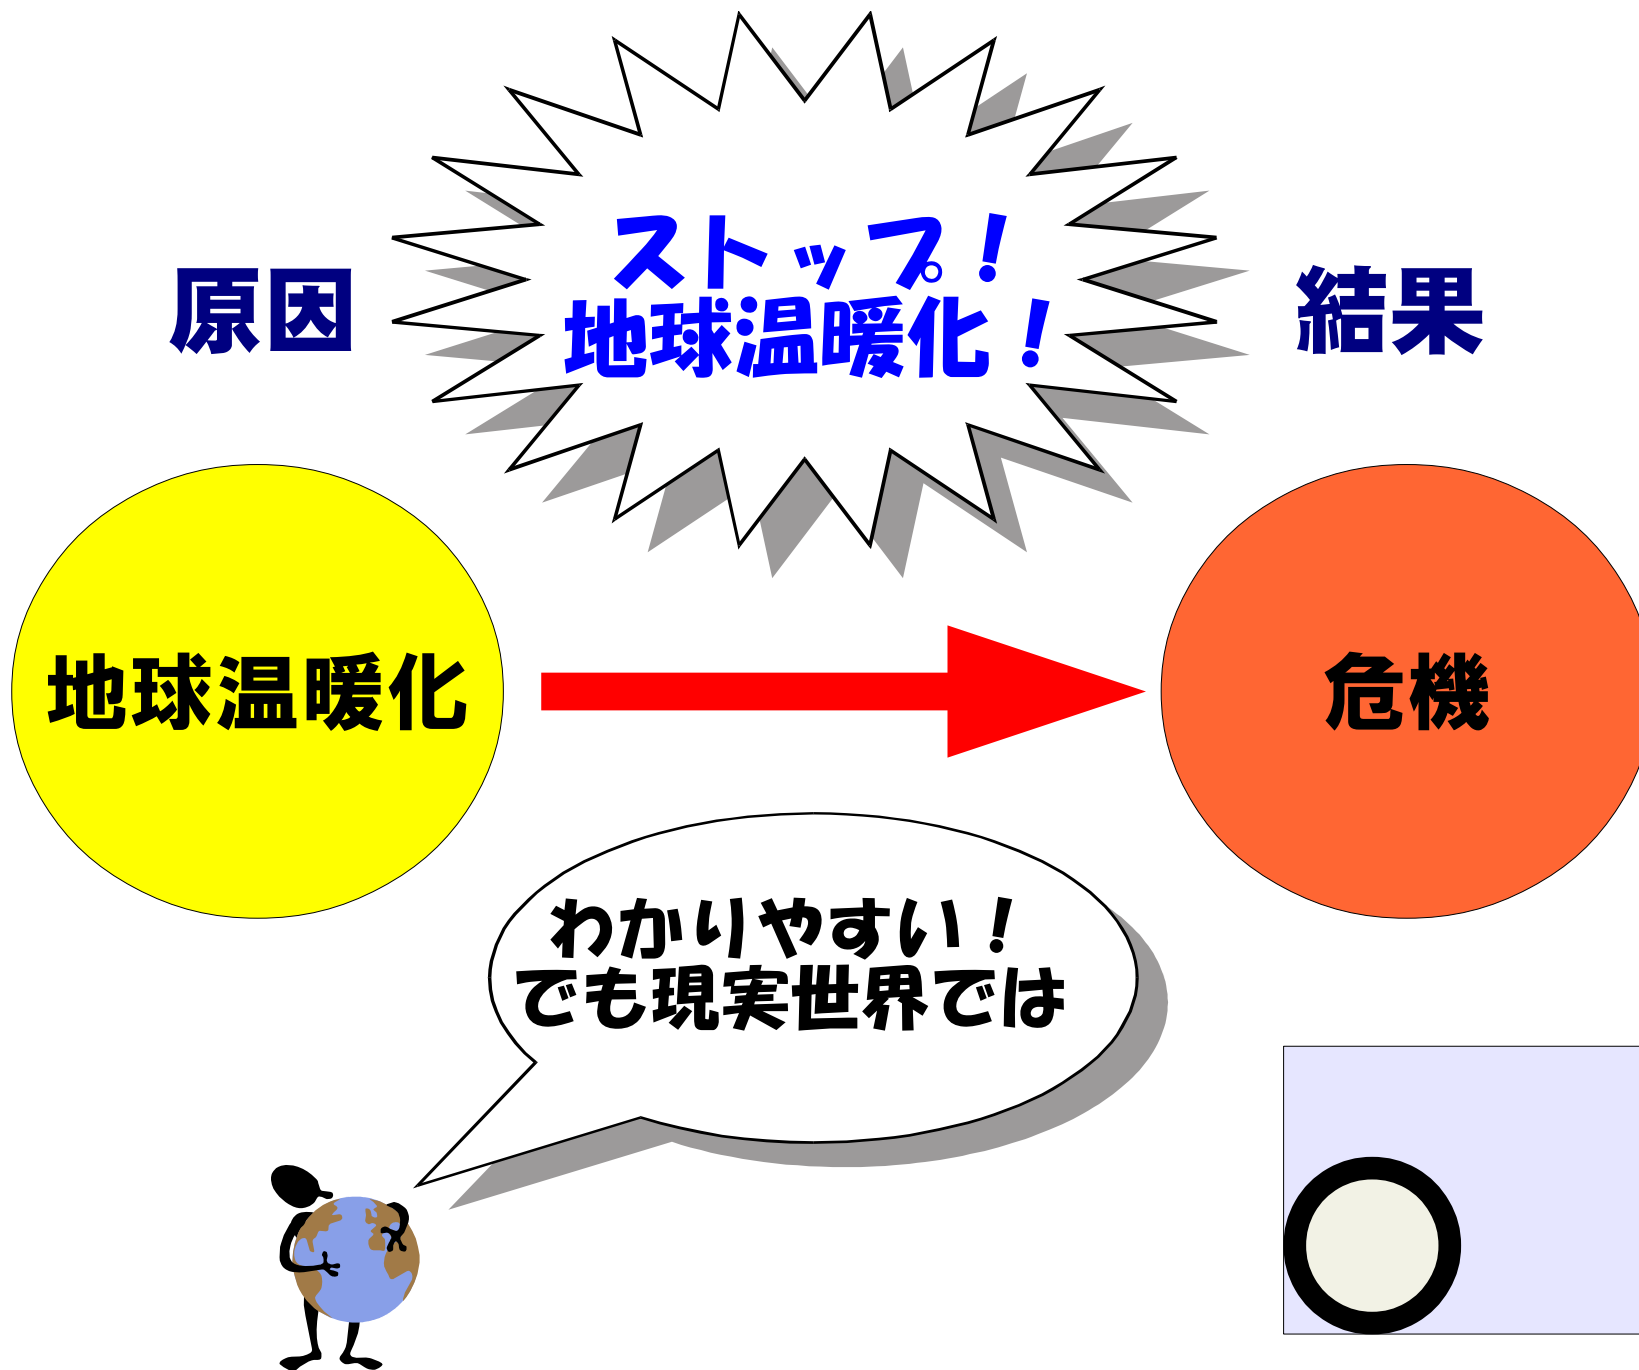 ストップ！
地球温暖化！
原因
結果
地球温暖化
危機
わかりやすい！
でも現実世界では